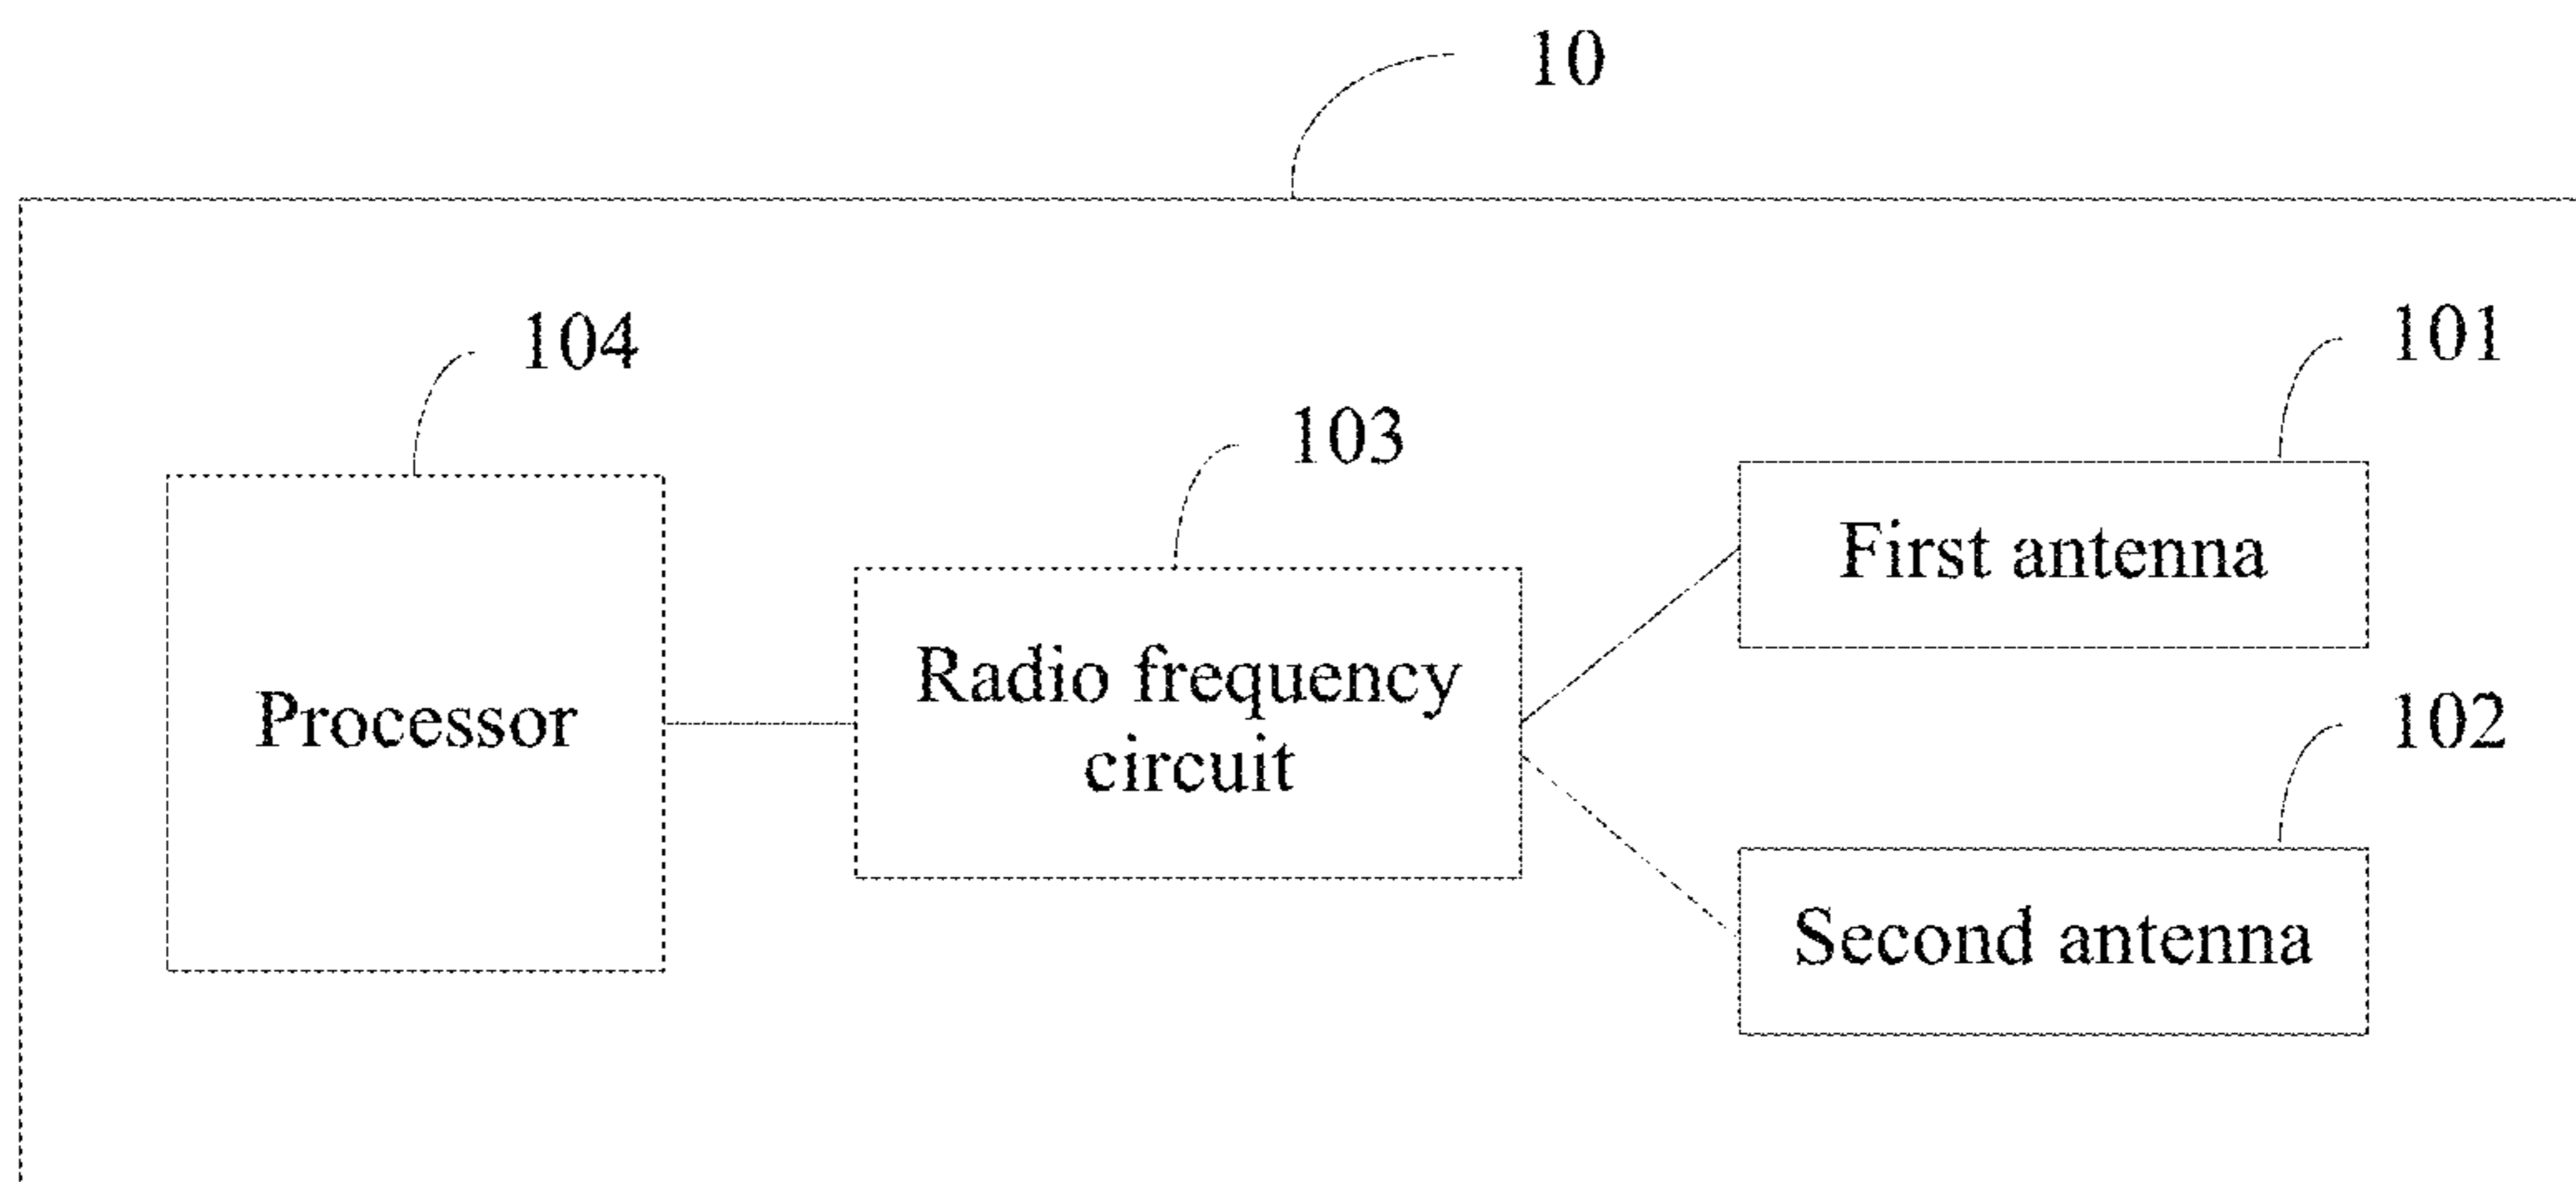 10
104
103
101
Processor
Radio frequency
circuit
First antenna
102
Second antenna